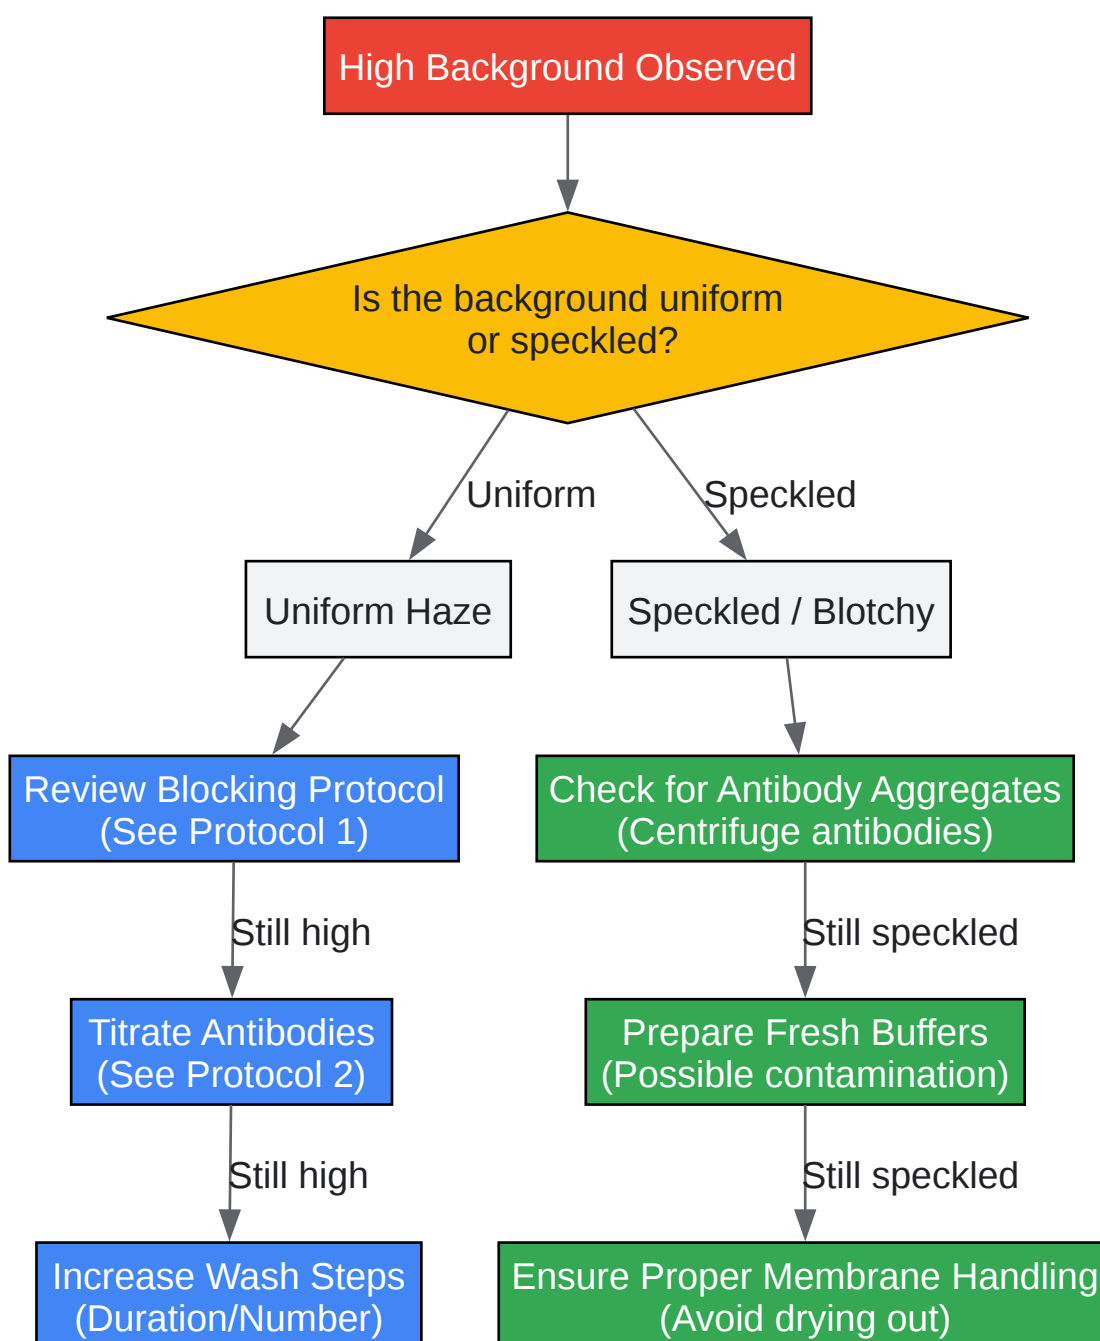 High Background Observed
Is the background uniform
or speckled?
Uniform
Speckled
Uniform Haze
Speckled / Blotchy
Review Blocking Protocol
(See Protocol 1)
Check for Antibody Aggregates
(Centrifuge antibodies)
Still high
Still speckled
Titrate Antibodies
(See Protocol 2)
Prepare Fresh Buffers
(Possible contamination)
Still high
Still speckled
Increase Wash Steps
(Duration/Number)
Ensure Proper Membrane Handling
(Avoid drying out)